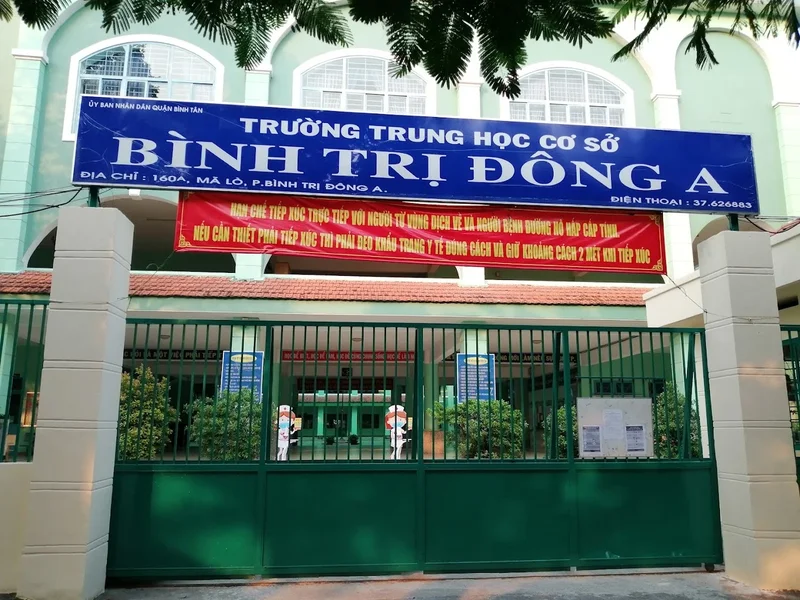 ỦY BAN NHÂN DÂN QUẬN BÌNH TÂN
TRƯỜNG TRUNG HỌC CƠ SỞ
BÌNH TRỊ ĐÔNG A
ĐỊA CHỈ : 160A, MÃ LÒ, P.BÌNH TRỊ ĐÔNG A.
ĐIỆN THOẠI : 37.626883
HẠN CHẾ TIẾP XÚC TRỰC TIẾP VỚI NGƯỜI TỪ VÙNG DỊCH VỀ VÀ NGƯỜI BỆNH ĐƯỜNG HÔ HẤP CẤP TÍNH
NẾU CẦN THIẾT PHẢI TIẾP XÚC THÌ PHẢI ĐEO KHẨU TRANG Y TẾ ĐÚNG CÁCH VÀ GIỮ KHOẢNG CÁCH 2 MÉT KHI TIẾP XÚC